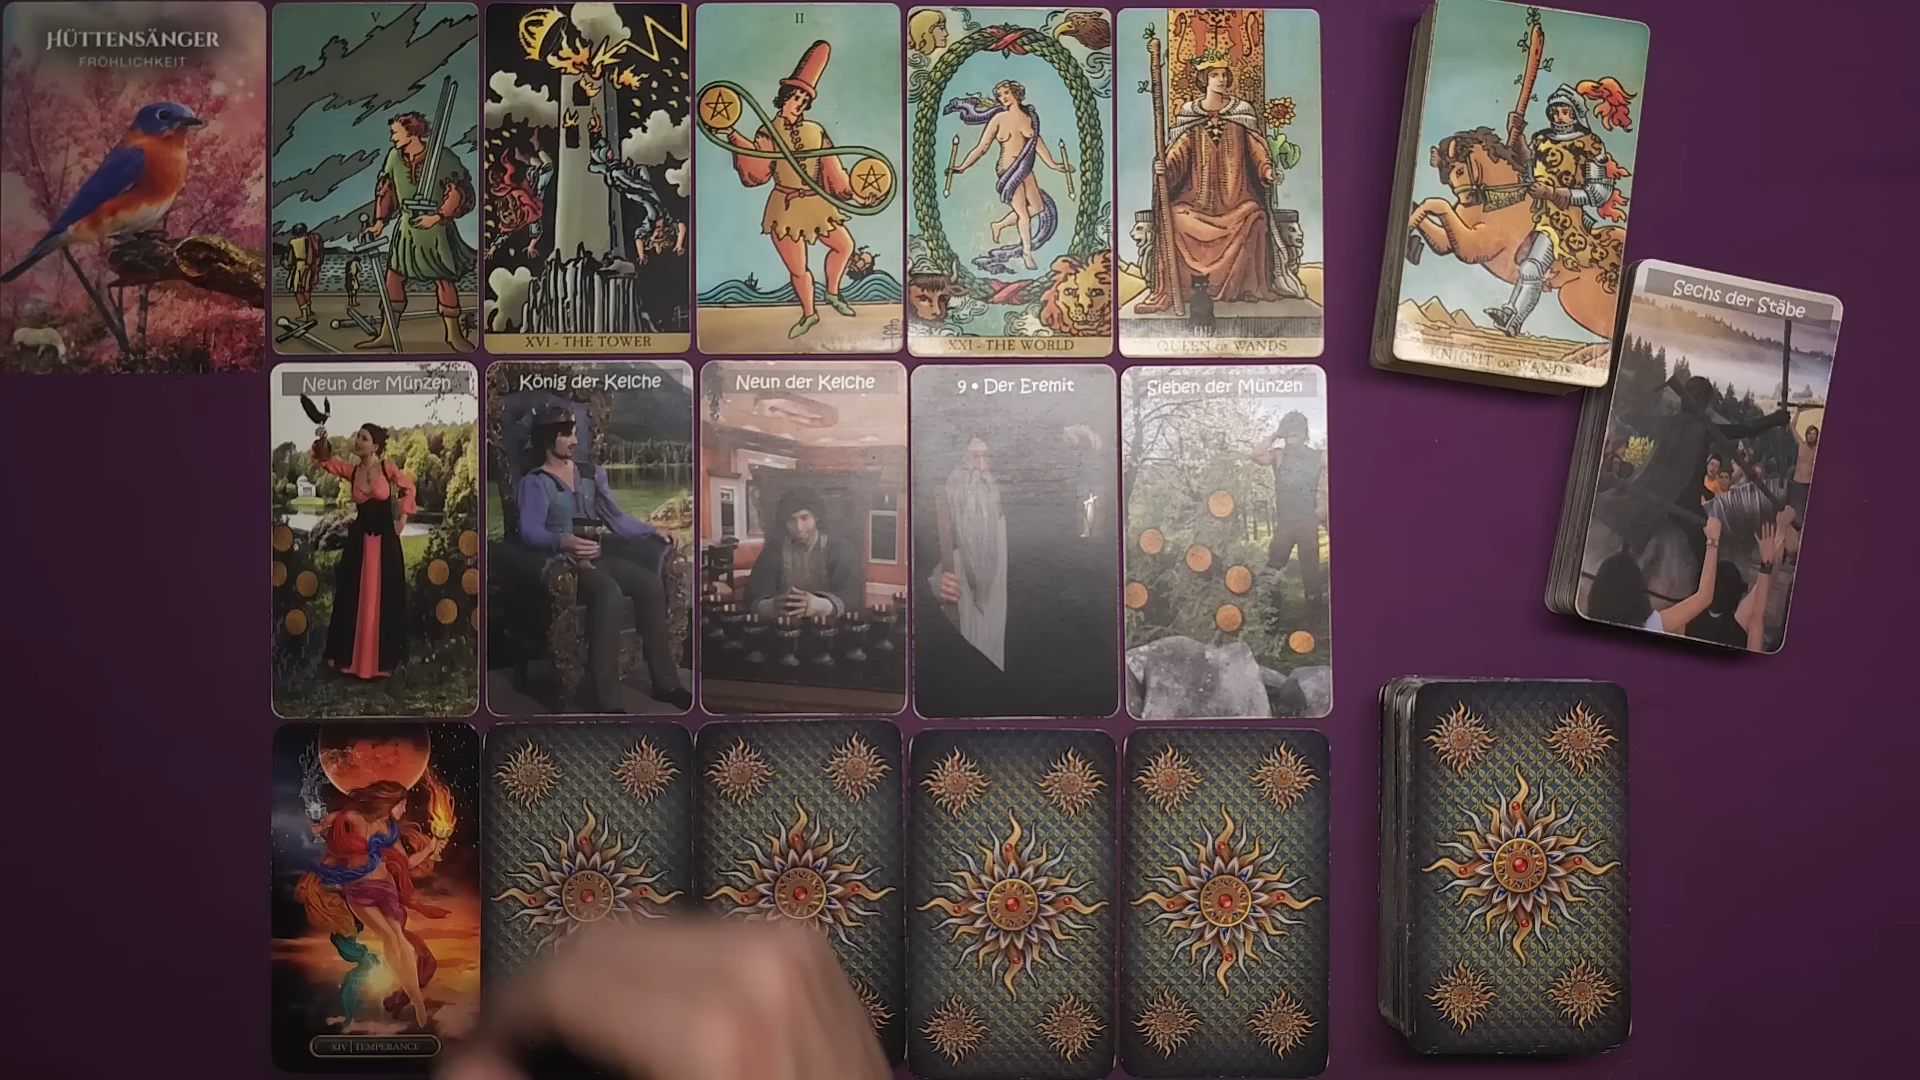 HÜTTENSÄNGER
FRÖHLICHKEIT
V
XVI - THE TOWER
II
XXI - THE WORLD
QUEEN OF WANDS
KNIGHT OF WANDS
Sechs der Stäbe
Neun der Münzen
König der Kelche
Neun der Kelche
9 • Der Eremit
Sieben der Münzen
XIV | TEMPERANCE